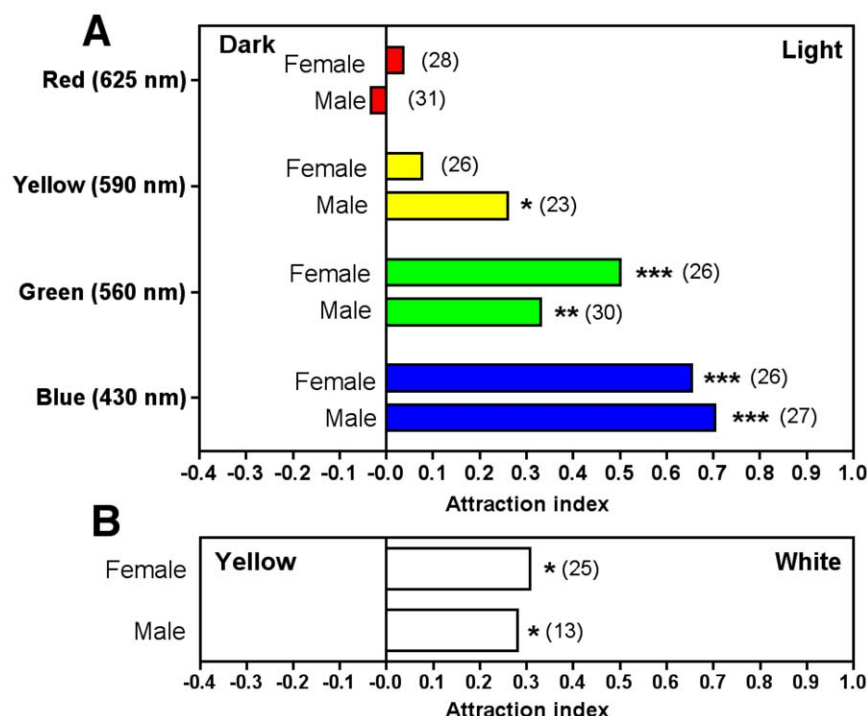 A
Dark Light
Red (625 nm)
Female (28)
Male (31)
Yellow (590 nm)
Female (26)
Male * (23)
Green (560 nm)
Female *** (26)
Male ** (30)
Blue (430 nm)
Female *** (26)
Male *** (27)
-0.4 -0.3 -0.2 -0.1 -0.0 0.1 0.2 0.3 0.4 0.5 0.6 0.7 0.8 0.9 1.0
Attraction index
B
Yellow White
Female * (25)
Male * (13)
-0.4 -0.3 -0.2 -0.1 -0.0 0.1 0.2 0.3 0.4 0.5 0.6 0.7 0.8 0.9 1.0
Attraction index